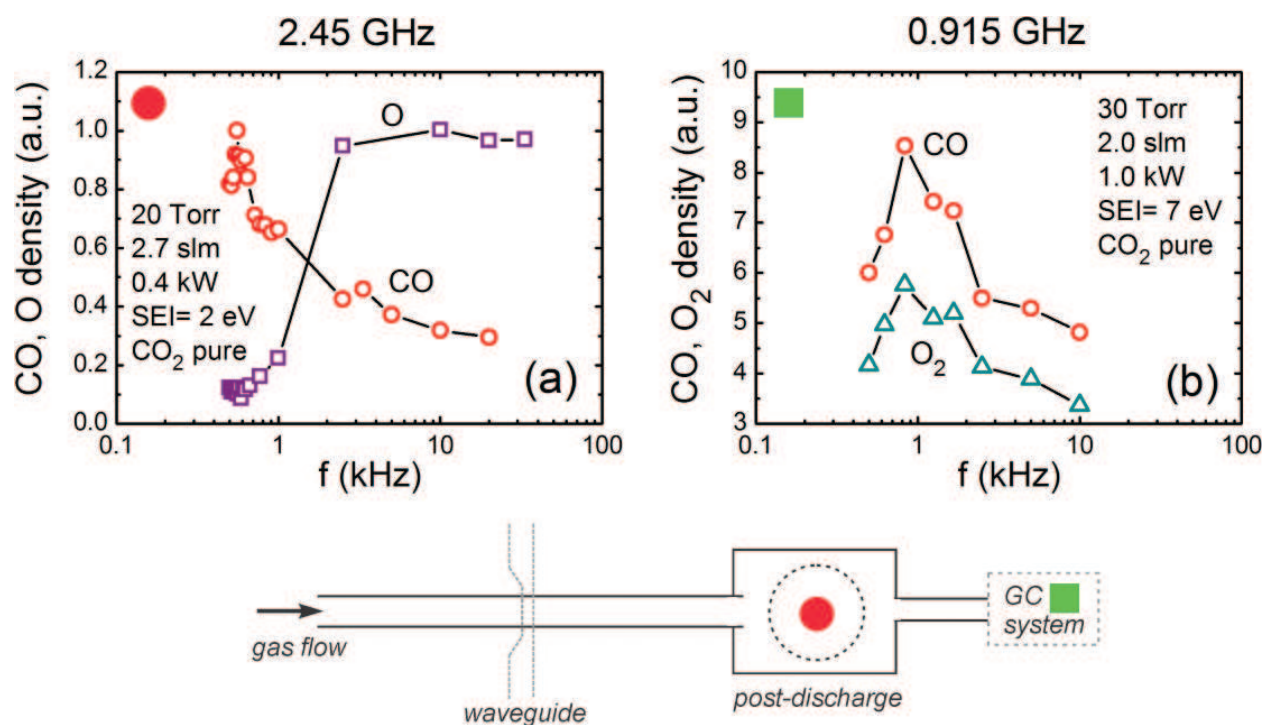 2.45 GHz
CO, O density (a.u.)
1.2
1.0
0.8
0.6
0.4
0.2
0.0
O
20 Torr
2.7 slm
0.4 kW
SEI= 2 eV
CO₂ pure
CO
(a)
0.1
1
10
100
f (kHz)
0.915 GHz
CO, O₂ density (a.u.)
10
9
8
7
6
5
4
3
CO
30 Torr
2.0 slm
1.0 kW
SEI= 7 eV
CO₂ pure
O₂
(b)
0.1
1
10
100
f (kHz)
gas flow
waveguide
post-discharge
GC
system